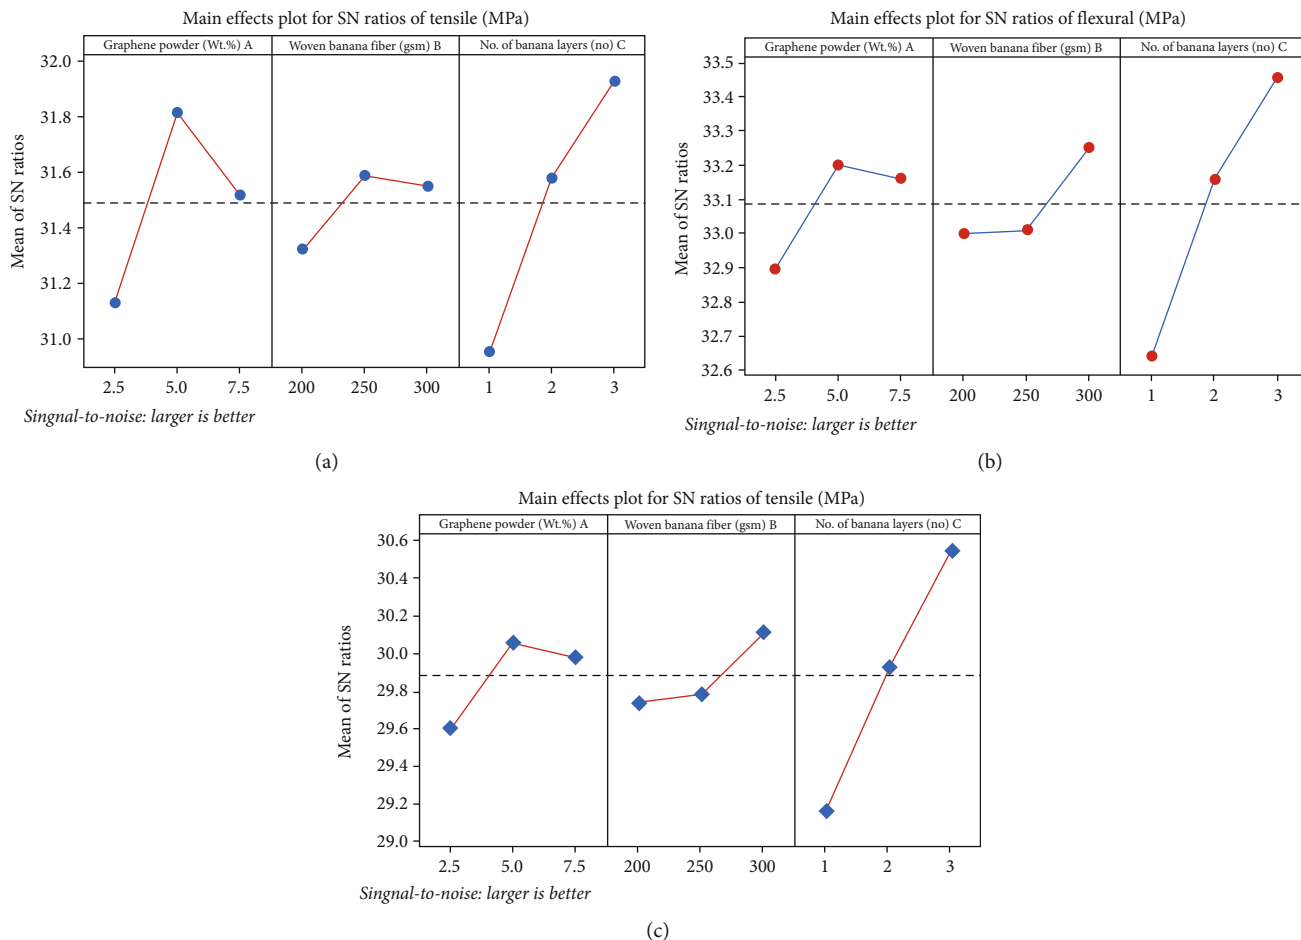 Main effects plot for SN ratios of tensile (MPa)
Graphene powder (Wt.%) A
Woven banana fiber (gsm) B
No. of banana layers (no) C
Mean of SN ratios
32.0
31.8
31.6
31.4
31.2
31.0
2.5 5.0 7.5 200 250 300 1 2 3
Singnal-to-noise: larger is better
(a)
Main effects plot for SN ratios of flexural (MPa)
Graphene powder (Wt.%) A
Woven banana fiber (gsm) B
No. of banana layers (no) C
Mean of SN ratios
33.5
33.4
33.3
33.2
33.1
33.0
32.9
32.8
32.7
32.6
2.5 5.0 7.5 200 250 300 1 2 3
Singnal-to-noise: larger is better
(b)
Main effects plot for SN ratios of tensile (MPa)
Graphene powder (Wt.%) A
Woven banana fiber (gsm) B
No. of banana layers (no) C
Mean of SN ratios
30.6
30.4
30.2
30.0
29.8
29.6
29.4
29.2
29.0
2.5 5.0 7.5 200 250 300 1 2 3
Singnal-to-noise: larger is better
(c)